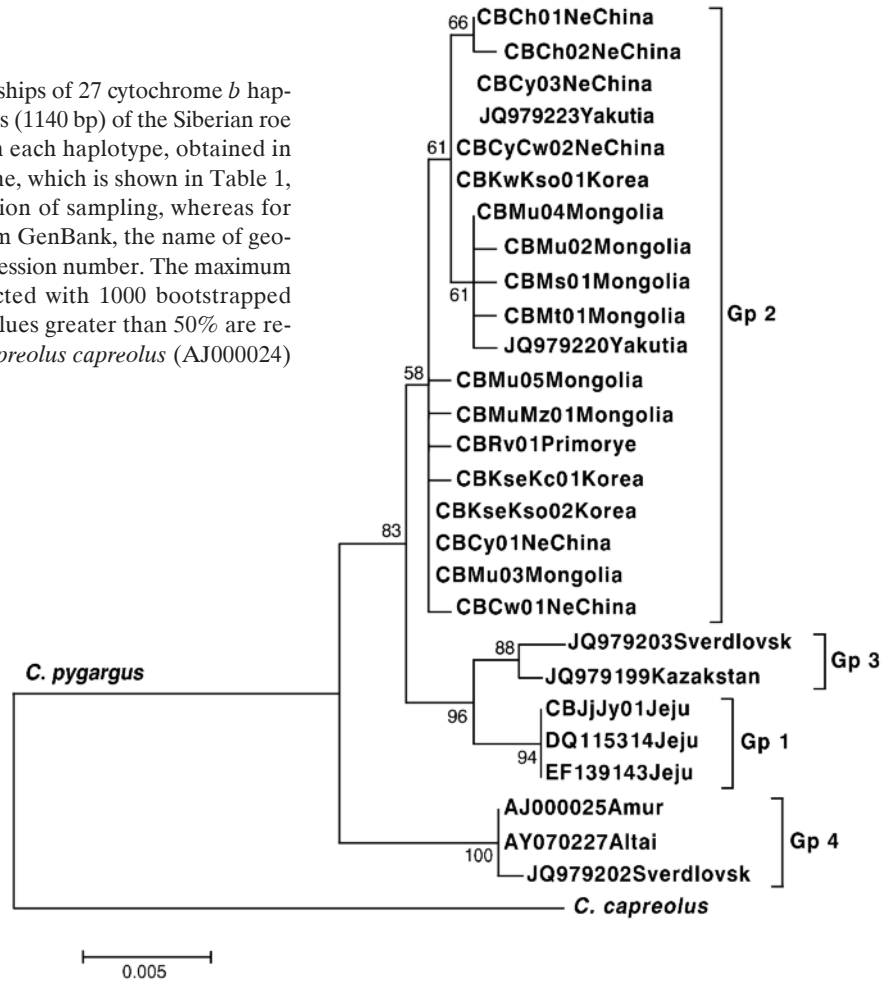 ships of 27 cytochrome b hap-
s (1140 bp) of the Siberian roe
n each haplotype, obtained in
ne, which is shown in Table 1,
ion of sampling, whereas for
m GenBank, the name of geo-
ession number. The maximum
cted with 1000 bootstrapped
lues greater than 50% are re-
preolus capreolus (AJ000024)
66
CBCh01NeChina
CBCh02NeChina
CBCy03NeChina
JQ979223Yakutia
61
CBCyCw02NeChina
CBKwKso01Korea
CBMu04Mongolia
CBMu02Mongolia
CBMs01Mongolia
61
CBMt01Mongolia
Gp 2
JQ979220Yakutia
58
CBMu05Mongolia
CBMuMz01Mongolia
CBRv01Primorye
CBKseKc01Korea
CBKseKso02Korea
83
CBCy01NeChina
CBMu03Mongolia
CBCw01NeChina
88
JQ979203Sverdlovsk
Gp 3
C. pygargus
JQ979199Kazakstan
96
CBJjJy01Jeju
DQ115314Jeju
Gp 1
94
EF139143Jeju
AJ000025Amur
AY070227Altai
Gp 4
100
JQ979202Sverdlovsk
C. capreolus
0.005